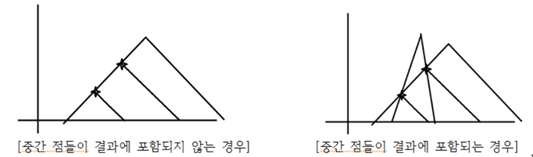 [중간 점들이 결과에 포함되지 않는 경우]
[중간 점들이 결과에 포함되는 경우]